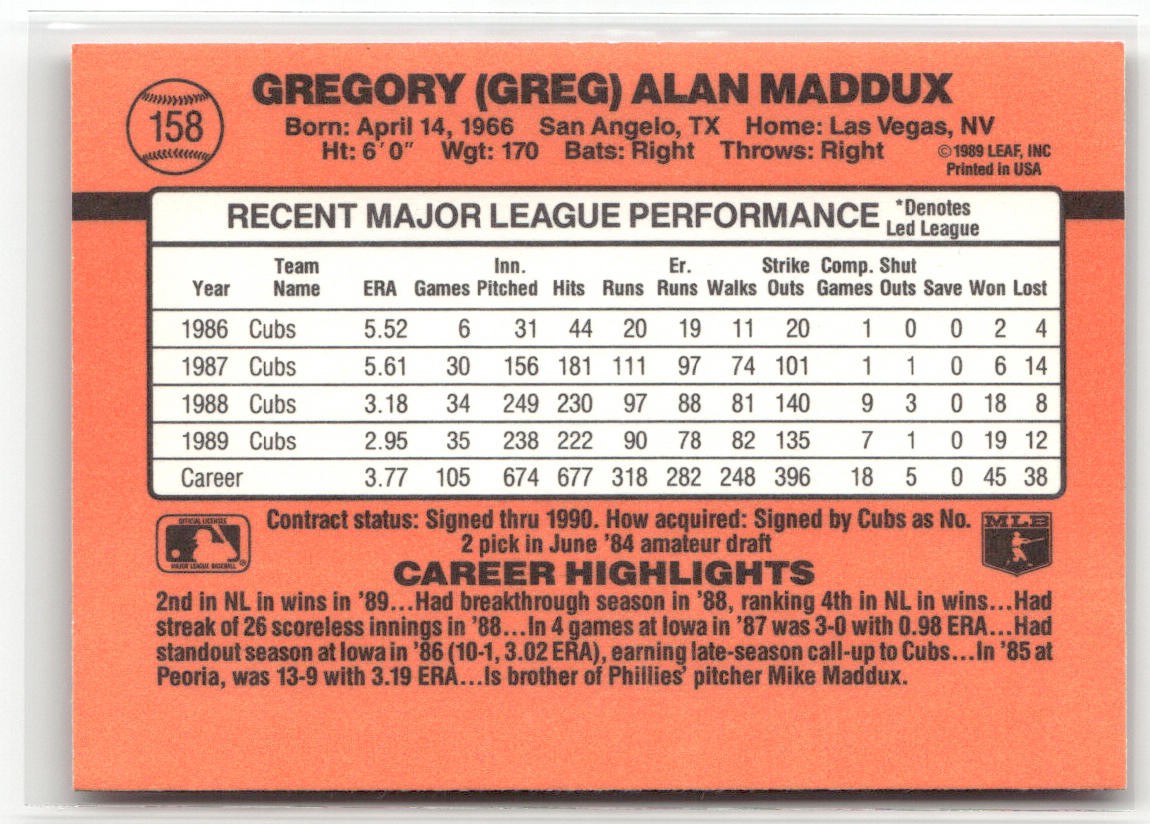 158
GREGORY (GREG) ALAN MADDUX
Born: April 14, 1966 San Angelo, TX Home: Las Vegas, NV
Ht: 6'0" Wgt: 170 Bats: Right Throws: Right ©1989 LEAF, INC
Printed in USA
RECENT MAJOR LEAGUE PERFORMANCE *Denotes
Led League
Team Inn. Er. Strike Comp. Shut
Year Name ERA Games Pitched Hits Runs Runs Walks Outs Games Outs Save Won Lost
1986 Cubs 5.52 6 31 44 20 19 11 20 1 0 0 2 4
1987 Cubs 5.61 30 156 181 111 97 74 101 1 1 0 6 14
1988 Cubs 3.18 34 249 230 97 88 81 140 9 3 0 18 8
1989 Cubs 2.95 35 238 222 90 78 82 135 7 1 0 19 12
Career 3.77 105 674 677 318 282 248 396 18 5 0 45 38
OFFICIAL LICENSEE
MAJOR LEAGUE BASEBALL ®
Contract status: Signed thru 1990. How acquired: Signed by Cubs as No.
2 pick in June '84 amateur draft
MLB
CAREER HIGHLIGHTS
2nd in NL in wins in '89...Had breakthrough season in '88, ranking 4th in NL in wins...Had
streak of 26 scoreless innings in '88...In 4 games at Iowa in '87 was 3-0 with 0.98 ERA...Had
standout season at Iowa in '86 (10-1, 3.02 ERA), earning late-season call-up to Cubs...In '85 at
Peoria, was 13-9 with 3.19 ERA...Is brother of Phillies' pitcher Mike Maddux.